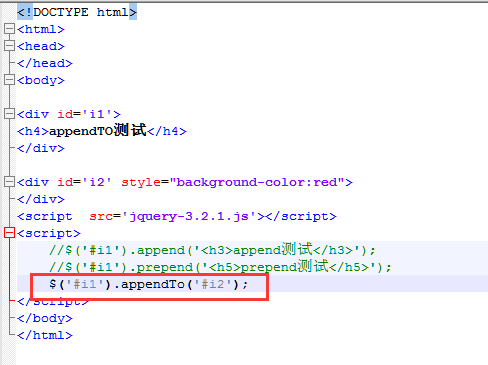 <!DOCTYPE html>
<html>
<head>
</head>
<body>
<div id='i1'>
<h4>appendTO测试</h4>
</div>
<div id='i2' style="background-color:red">
</div>
<script  src='jquery-3.2.1.js'></script>
<script>
//$('#i1').append('<h3>append测试</h3>');
//$('#i1').prepend('<h5>prepend测试</h5>');
$('#i1').appendTo('#i2');
</script>
</body>
</html>